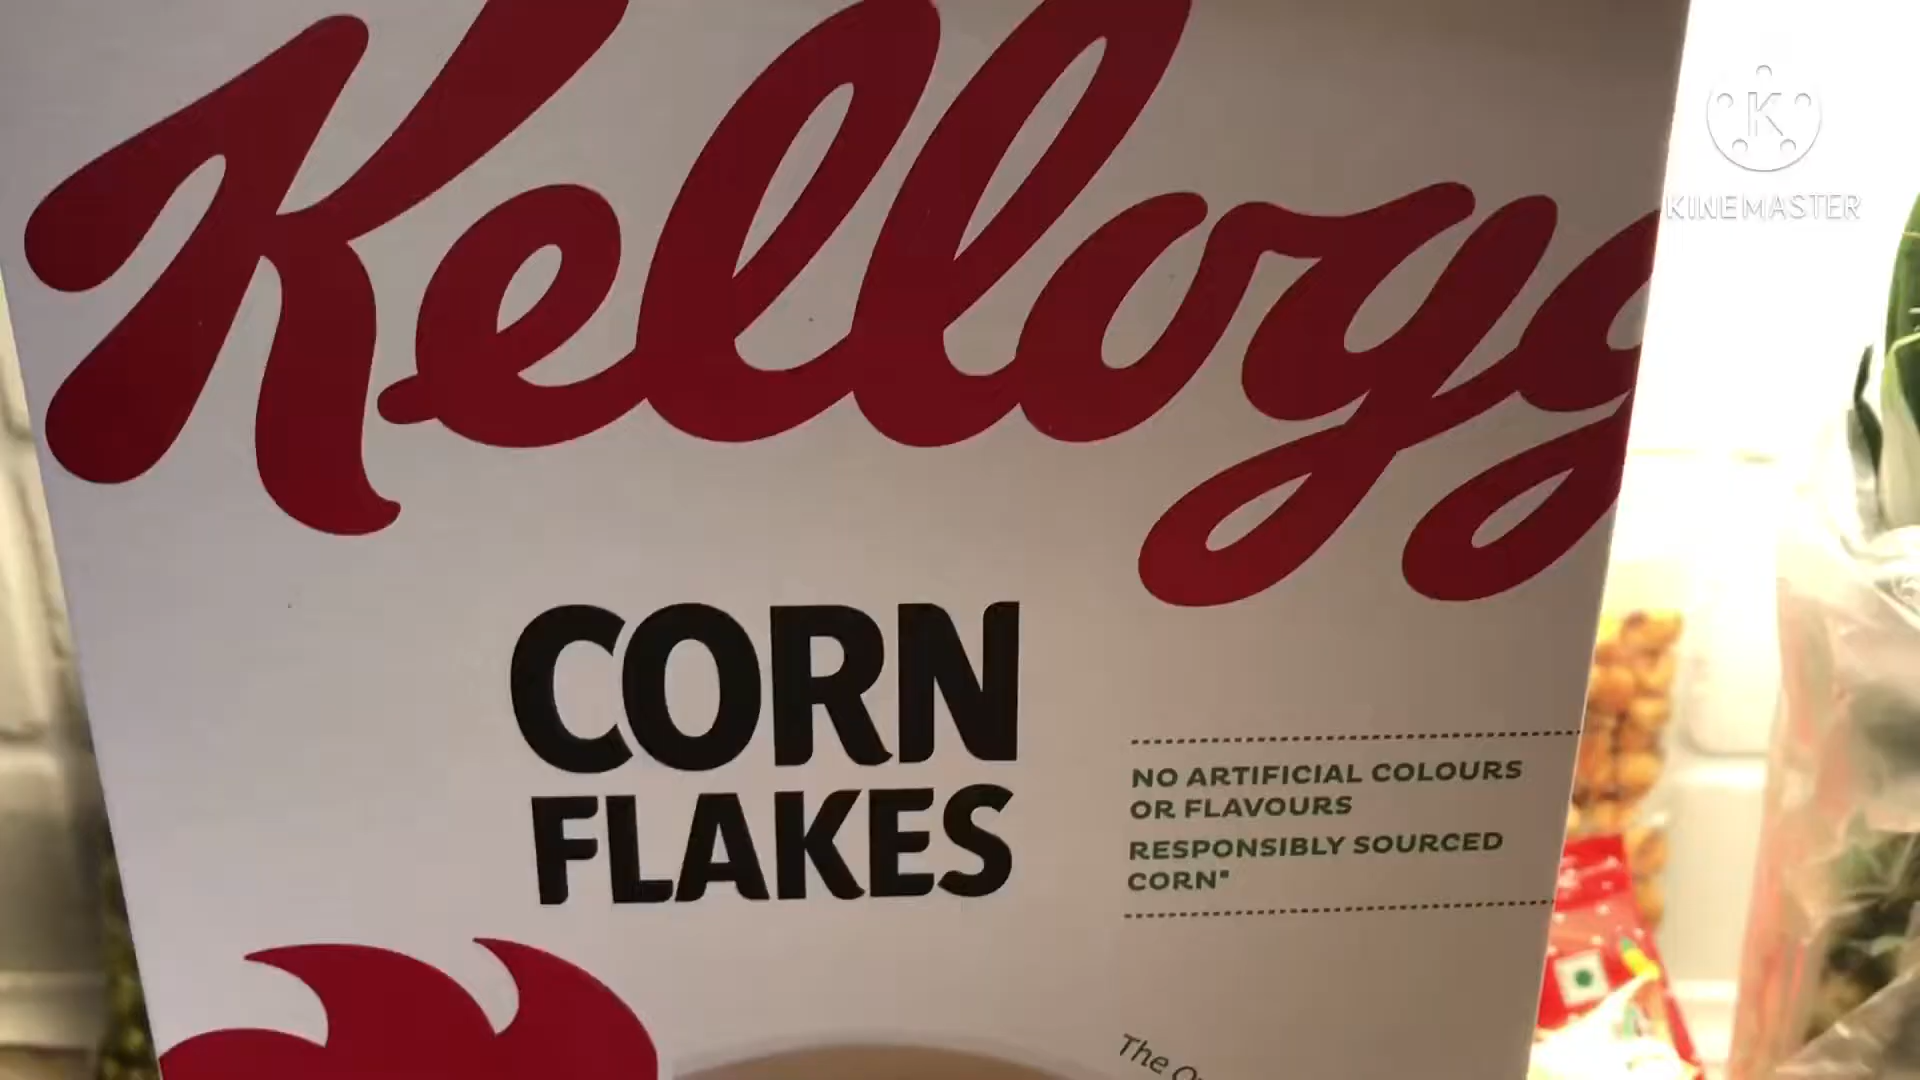 Kellogg
K
KINEMASTER
CORN
FLAKES
NO ARTIFICIAL COLOURS
OR FLAVOURS
RESPONSIBLY SOURCED
CORN*
The